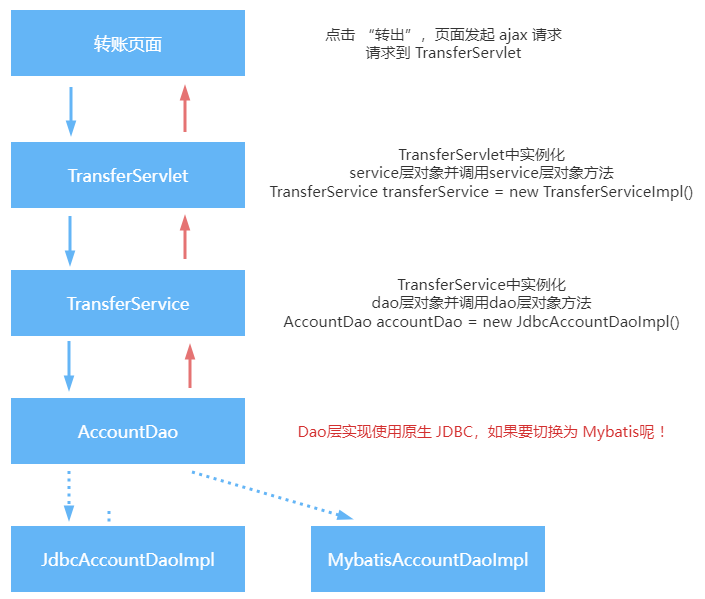 转账页面
点击 “转出”，页面发起 ajax 请求
请求到 TransferServlet
TransferServlet
TransferServlet中实例化
service层对象并调用service层对象方法
TransferService transferService = new TransferServiceImpl()
TransferService
TransferService中实例化
dao层对象并调用dao层对象方法
AccountDao accountDao = new JdbcAccountDaoImpl()
AccountDao
Dao层实现使用原生 JDBC，如果要切换为 Mybatis呢！
JdbcAccountDaoImpl
MybatisAccountDaoImpl